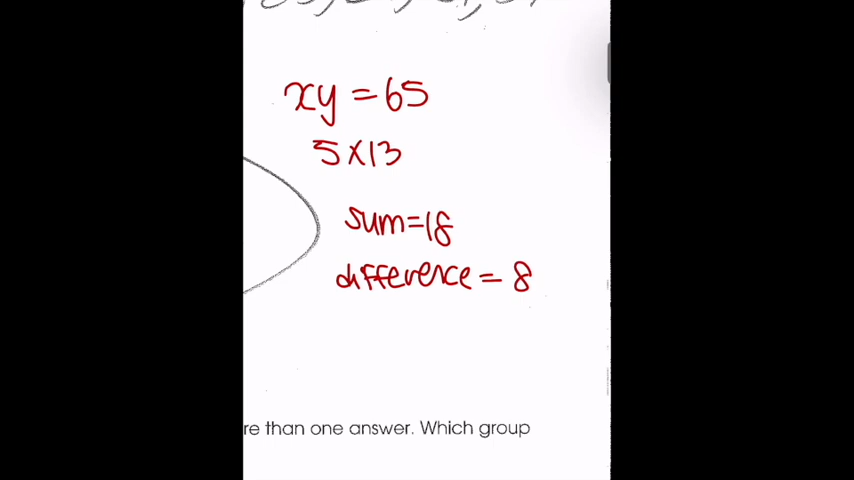 xy = 65
5 x 13
sum = 18
difference = 8
re than one answer. Which group